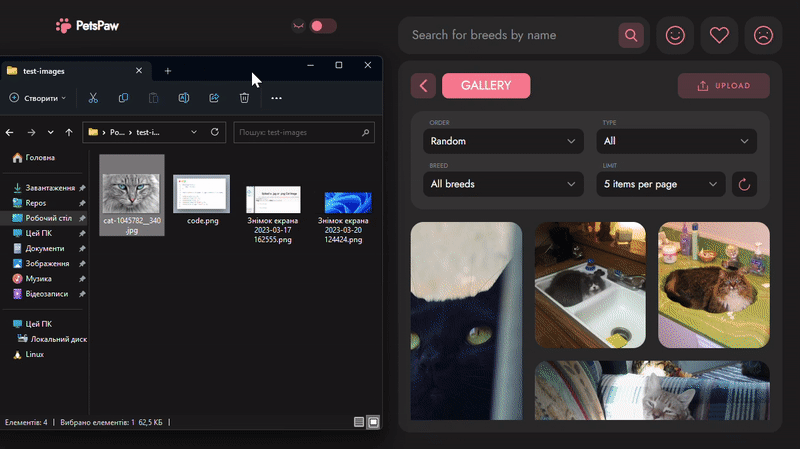 PetsPaw
Search for breeds by name
test-images
Створити
Ро...
test-i...
Пошук: test-images
Головна
Завантаження
Repos
Робочий стіл
Цей ПК
Документи
Зображення
Музика
Відеозаписи
Цей ПК
Локальний диск
Linux
cat-1045782__340
.jpg
code.png
Знімок екрана
2023-03-17
162555.png
Знімок екрана
2023-03-20
124424.png
Елементів: 4
Вибрано елементів: 1 62,5 КБ
GALLERY
UPLOAD
ORDER
Random
TYPE
All
BREED
All breeds
LIMIT
5 items per page